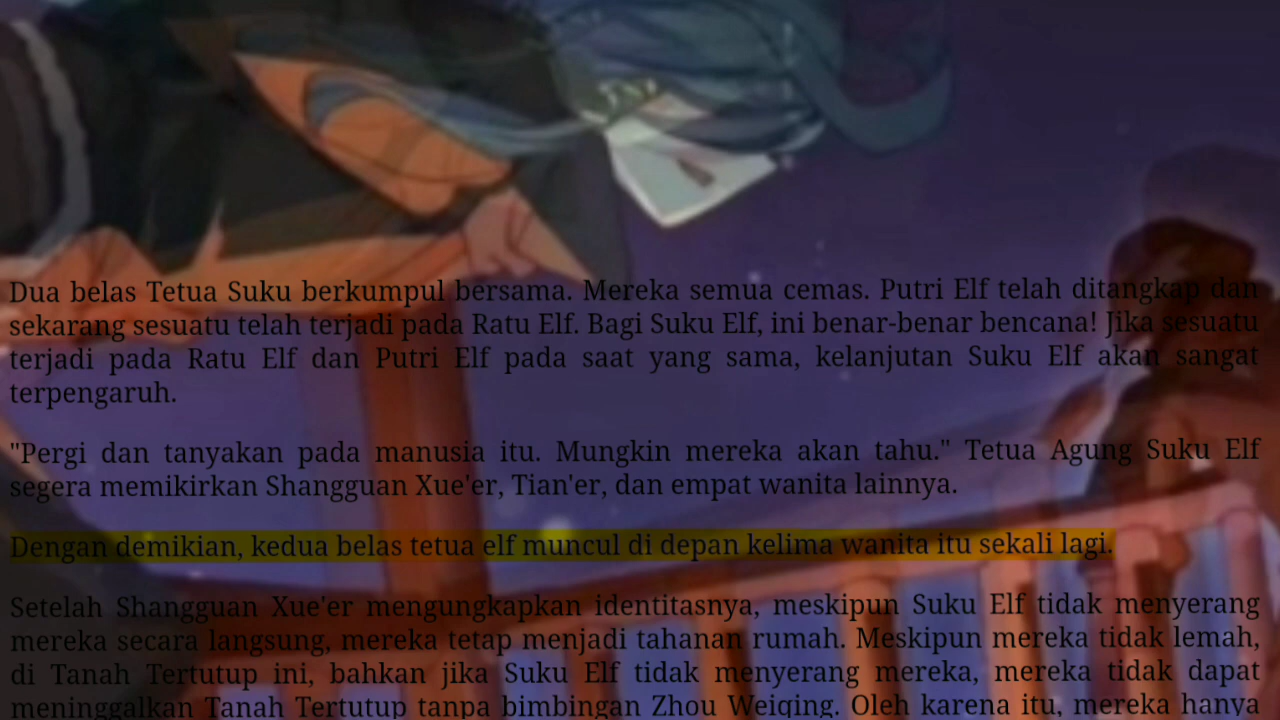 Dua belas Tetua Suku berkumpul bersama. Mereka semua cemas. Putri Elf telah ditangkap dan
sekarang sesuatu telah terjadi pada Ratu Elf. Bagi Suku Elf, ini benar-benar bencana! Jika sesuatu
terjadi pada Ratu Elf dan Putri Elf pada saat yang sama, kelanjutan Suku Elf akan sangat
terpengaruh.
"Pergi dan tanyakan pada manusia itu. Mungkin mereka akan tahu." Tetua Agung Suku Elf
segera memikirkan Shangguan Xue'er, Tian'er, dan empat wanita lainnya.
Dengan demikian, kedua belas tetua elf muncul di depan kelima wanita itu sekali lagi.
Setelah Shangguan Xue'er mengungkapkan identitasnya, meskipun Suku Elf tidak menyerang
mereka secara langsung, mereka tetap menjadi tahanan rumah. Meskipun mereka tidak lemah,
di Tanah Tertutup ini, bahkan jika Suku Elf tidak menyerang mereka, mereka tidak dapat
meninggalkan Tanah Tertutup tanpa bimbingan Zhou Weiqing. Oleh karena itu, mereka hanya